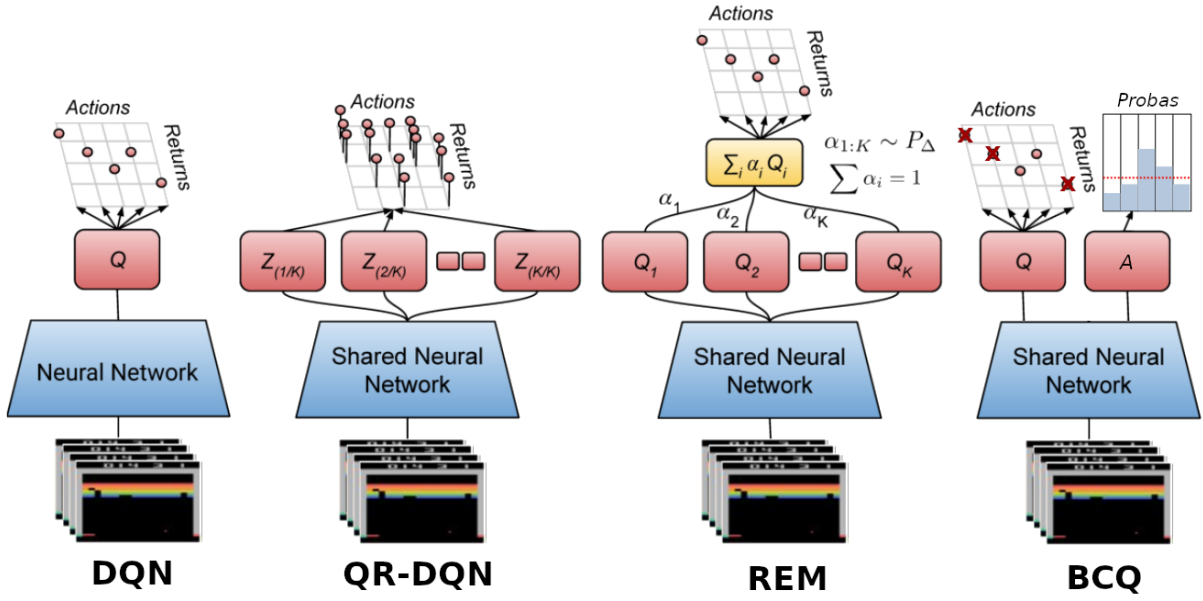 Actions
Returns
Q
Neural Network
DQN
Actions
Returns
Z(1/K)
Z(2/K)
Z(K/K)
Shared Neural
Network
QR-DQN
Actions
Returns
∑i αi Qi
α1:K ∼ PΔ
∑ αi = 1
α1
α2
αK
Q1
Q2
QK
Shared Neural
Network
REM
Actions
Returns
Probas
Q
A
Shared Neural
Network
BCQ